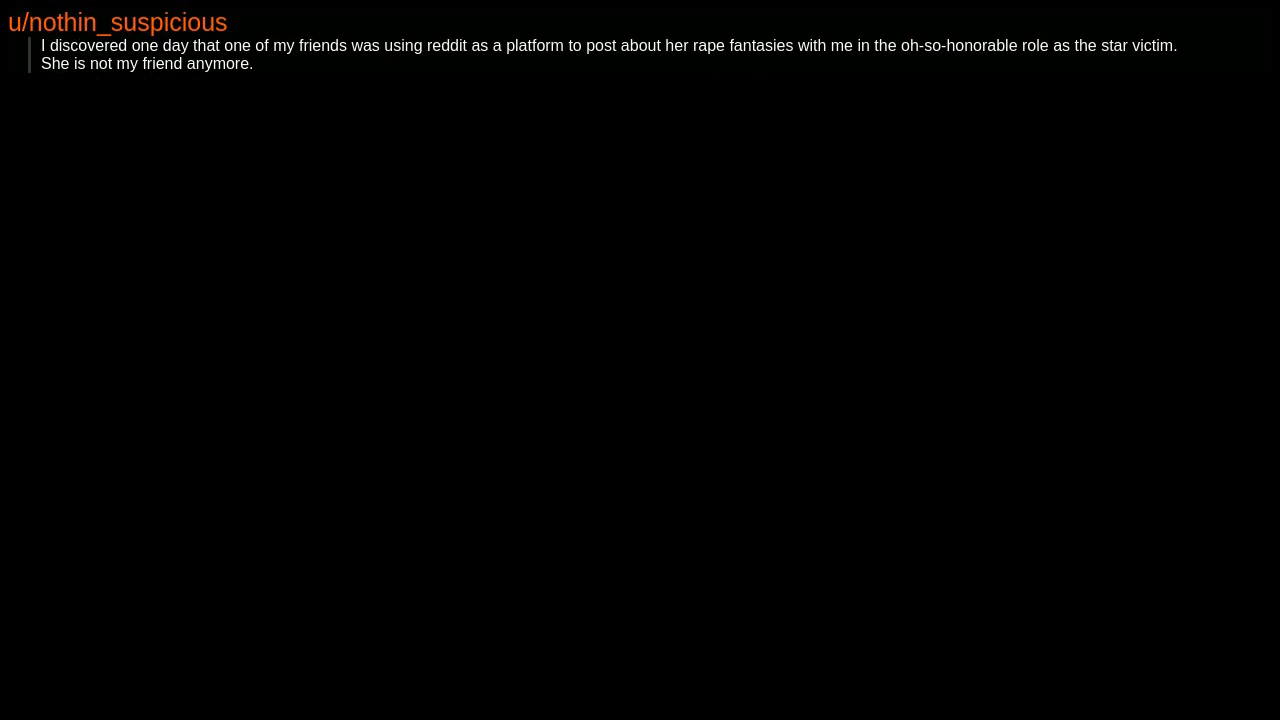 u/nothin_suspicious
I discovered one day that one of my friends was using reddit as a platform to post about her rape fantasies with me in the oh-so-honorable role as the star victim.
She is not my friend anymore.